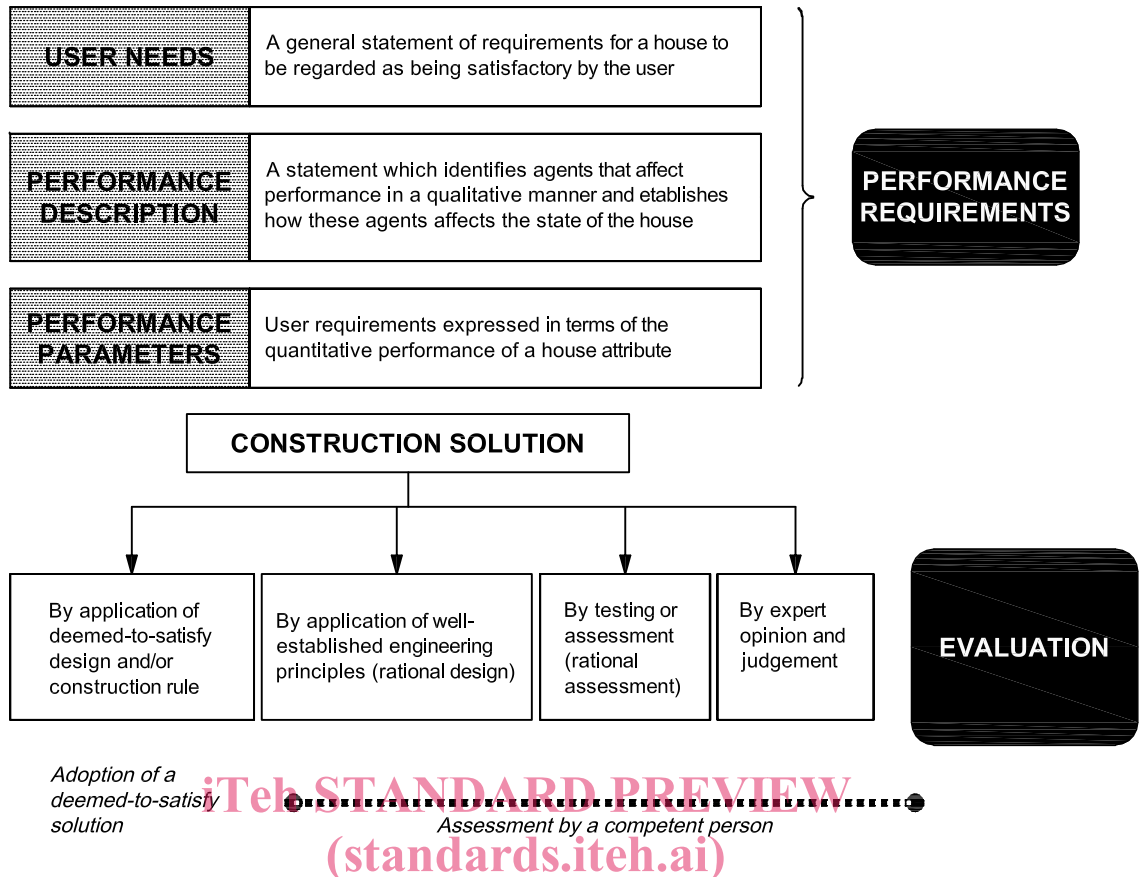 USER NEEDS
A general statement of requirements for a house to
be regarded as being satisfactory by the user
PERFORMANCE
DESCRIPTION
A statement which identifies agents that affect
performance in a qualitative manner and etablishes
how these agents affects the state of the house
PERFORMANCE
PARAMETERS
User requirements expressed in terms of the
quantitative performance of a house attribute
PERFORMANCE
REQUIREMENTS
CONSTRUCTION SOLUTION
By application of
deemed-to-satisfy
design and/or
construction rule
By application of well-
established engineering
principles (rational design)
By testing or
assessment
(rational
assessment)
By expert
opinion and
judgement
EVALUATION
Adoption of a
deemed-to-satisfy
solution
Assessment by a competent person
iTeh STANDARD PREVIEW
(standards.iteh.ai)